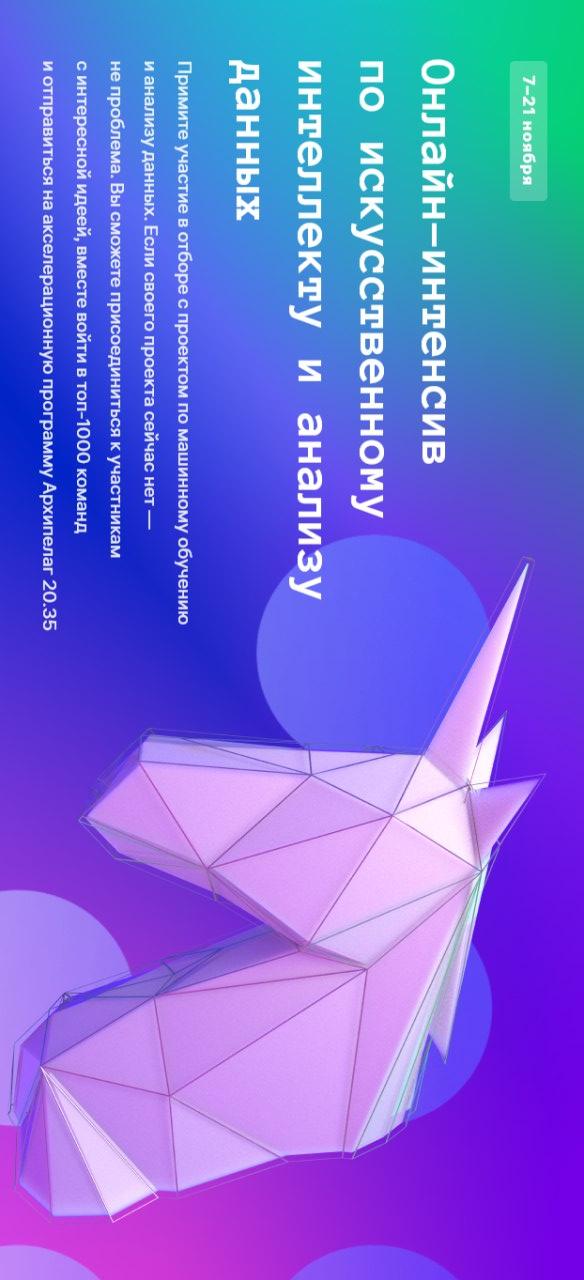 7–21 ноября
Онлайн–интенсив
по искусственному
интеллекту и анализу
данных
Примите участие в отборе с проектом по машинному обучению
и анализу данных. Если своего проекта сейчас нет —
не проблема. Вы сможете присоединиться к участникам
с интересной идеей, вместе войти в топ-1000 команд
и отправиться на акселерационную программу Архипелаг 20.35